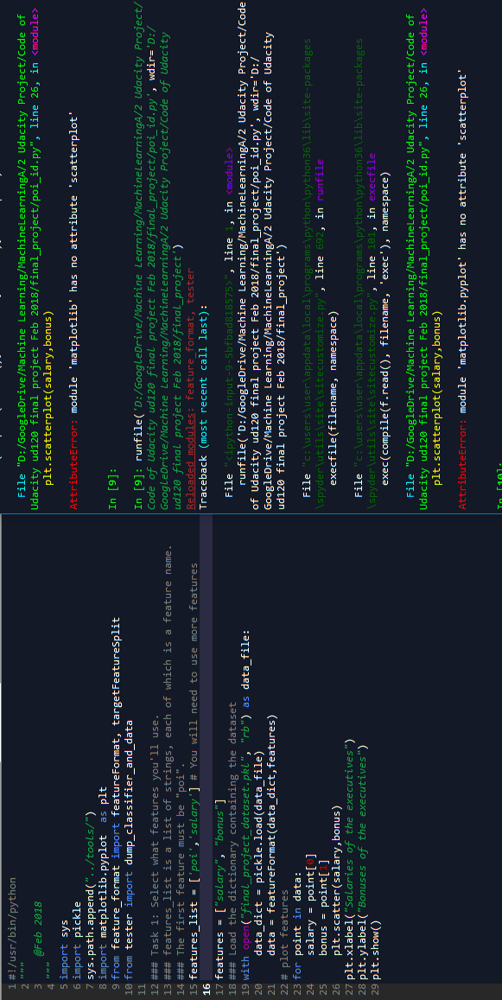 1 #!/usr/bin/python
2 """
3 @Feb 2018
4 """
5 import sys
6 import pickle
7 sys.path.append("../tools/")
8 import matplotlib.pyplot as plt
9 from feature_format import featureFormat, targetFeatureSplit
10 from tester import dump_classifier_and_data
11
12 ### Task 1: Select what features you'll use.
13 ### features_list is a list of strings, each of which is a feature name.
14 ### The first feature must be "poi".
15 features_list = ['poi','salary'] # You will need to use more features
16
17 features = ["salary", "bonus"]
18 ### Load the dictionary containing the dataset
19 with open("final_project_dataset.pkl", "rb") as data_file:
20 data_dict = pickle.load(data_file)
21 data = featureFormat(data_dict,features)
22 # plot features
23 for point in data:
24 salary = point[0]
25 bonus = point[1]
26 plt.scatter(salary,bonus)
27 plt.xlabel("Salaries of the executives")
28 plt.ylabel("Bonuses of the executives")
29 plt.show()
File "D:/GoogleDrive/Machine Learning/MachineLearningA/2 Udacity Project/Code of
Udacity ud120 final project Feb 2018/final_project/poi_id.py", line 26, in <module>
plt.scatterplot(salary,bonus)
AttributeError: module 'matplotlib' has no attribute 'scatterplot'
In [9]:
In [9]: runfile('D:/GoogleDrive/Machine Learning/MachineLearningA/2 Udacity Project/
Code of Udacity ud120 final project Feb 2018/final_project/poi_id.py', wdir='D:/
GoogleDrive/Machine Learning/MachineLearningA/2 Udacity Project/Code of Udacity
ud120 final project Feb 2018/final_project')
Reloaded modules: feature_format, tester
Traceback (most recent call last):
File "<ipython-input-9-", line 1, in <module>
runfile('D:/GoogleDrive/Machine Learning/MachineLearningA/2 Udacity Project/Code
of Udacity ud120 final project Feb 2018/final_project/poi_id.py', wdir='D:/
GoogleDrive/Machine Learning/MachineLearningA/2 Udacity Project/Code of Udacity
ud120 final project Feb 2018/final_project')
File "c:\users\user\appdata\local\programs\python\python36\lib\site-packages
\spyder\utils\site\sitecustomize.py", line 692, in runfile
execfile(filename, namespace)
File "c:\users\user\appdata\local\programs\python\python36\lib\site-packages
\spyder\utils\site\sitecustomize.py", line 101, in execfile
exec(compile(f.read(), filename, 'exec'), namespace)
File "D:/GoogleDrive/Machine Learning/MachineLearningA/2 Udacity Project/Code of
Udacity ud120 final project Feb 2018/final_project/poi_id.py", line 26, in <module>
plt.scatterplot(salary,bonus)
AttributeError: module 'matplotlib.pyplot' has no attribute 'scatterplot'
In [10]: